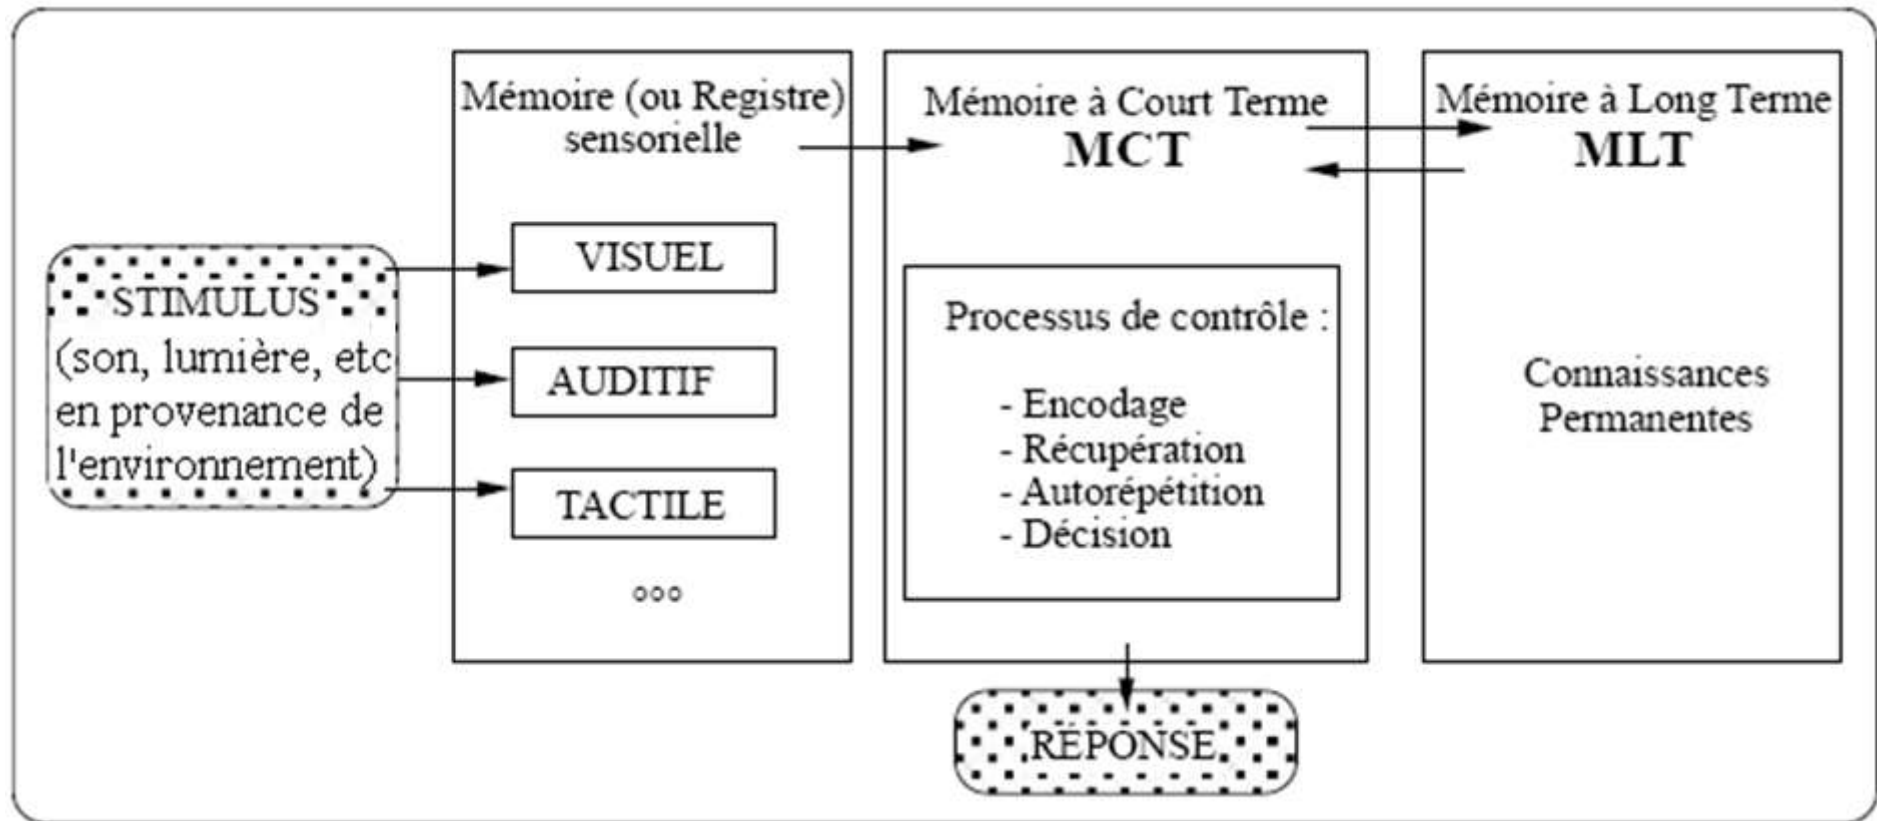 Mémoire (ou Registre)
sensorielle
Mémoire à Court Terme
MCT
Mémoire à Long Terme
MLT
STIMULUS
(son, lumière, etc
en provenance de
l'environnement)
VISUEL
AUDITIF
TACTILE
°°°
Processus de contrôle :
- Encodage
- Récupération
- Autorépétition
- Décision
Connaissances
Permanentes
RÉPONSE